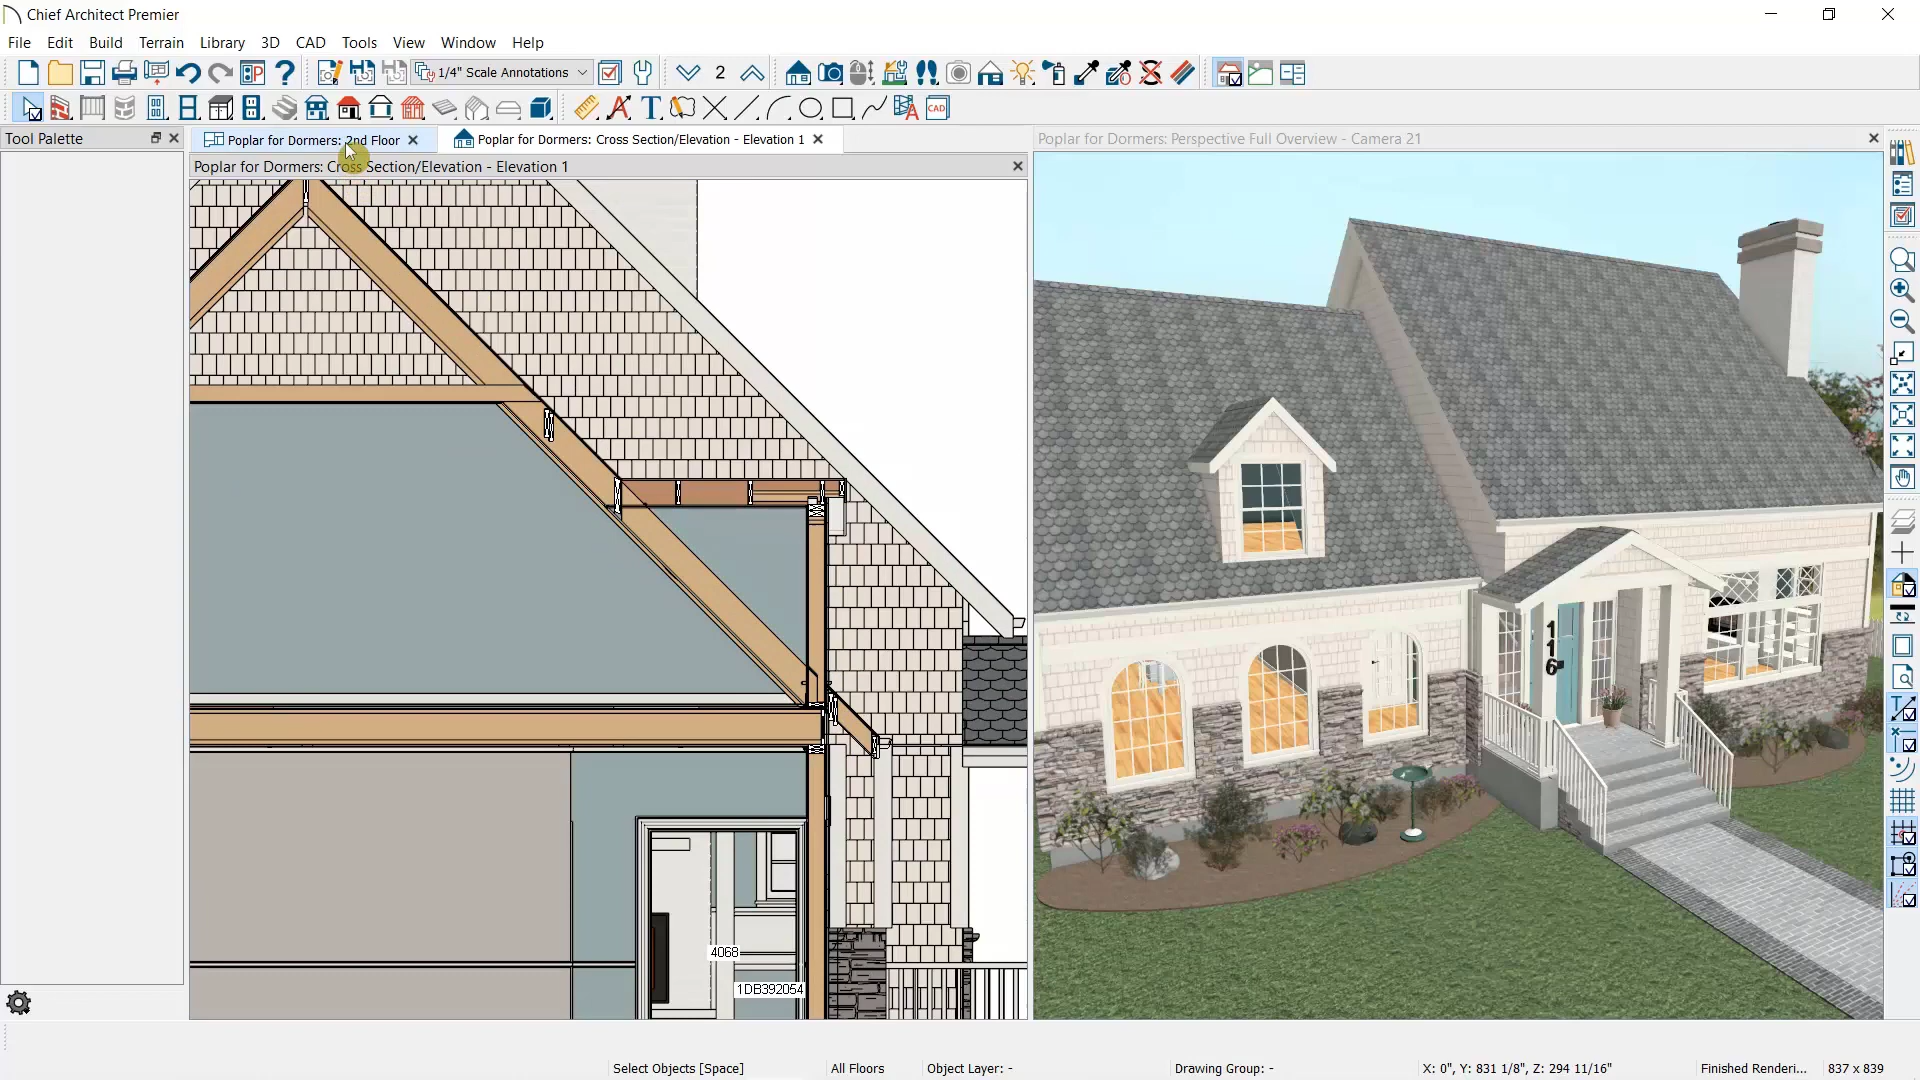 Chief Architect Premier
File Edit Build Terrain Library 3D CAD Tools View Window Help
1/4" Scale Annotations 2
CAD
Tool Palette
Poplar for Dormers: 2nd Floor
Poplar for Dormers: Cross Section/Elevation - Elevation 1
Poplar for Dormers: Perspective Full Overview - Camera 21
Poplar for Dormers: Cross Section/Elevation - Elevation 1
116
4068
1DB392054
Select Objects [Space] All Floors Object Layer: - Drawing Group: - X: 0", Y: 831 1/8", Z: 294 11/16" Finished Renderi... 837 x 839